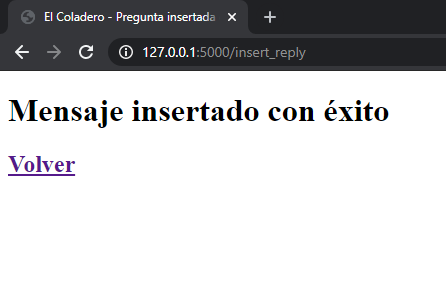 El Coladero - Pregunta insertada
127.0.0.1:5000/insert_reply
Mensaje insertado con éxito
Volver